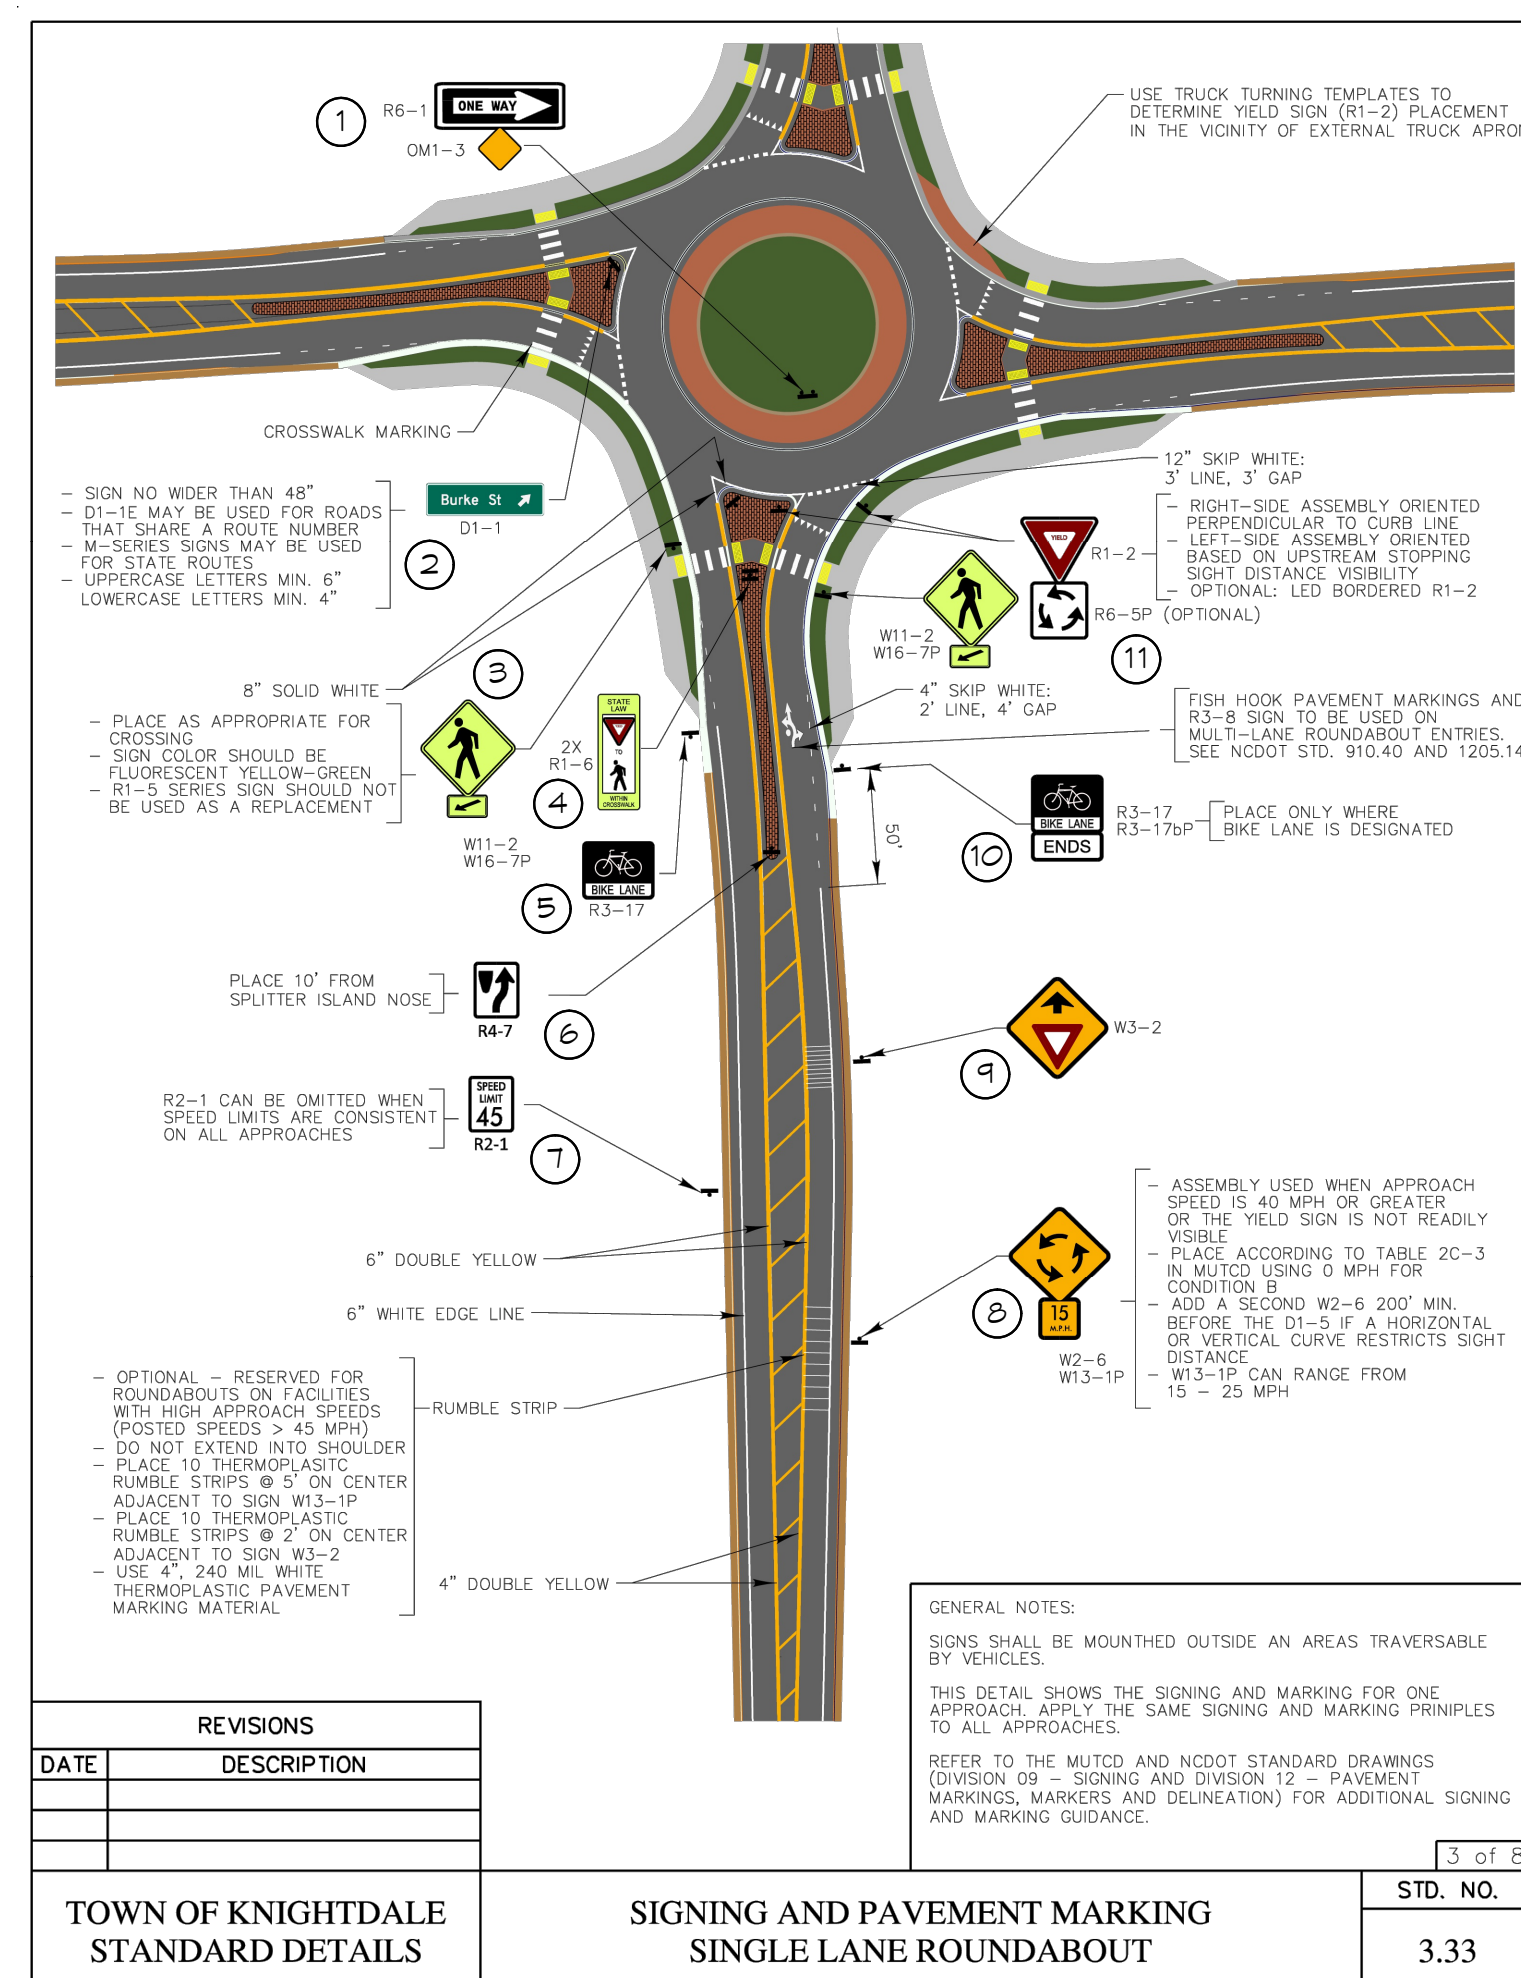 1
R6-1
ONE WAY
OM1-3
USE TRUCK TURNING TEMPLATES TO
DETERMINE YIELD SIGN (R1-2) PLACEMENT
IN THE VICINITY OF EXTERNAL TRUCK APRON
CROSSWALK MARKING
- SIGN NO WIDER THAN 48"
- D1-1E MAY BE USED FOR ROADS
THAT SHARE A ROUTE NUMBER
- M-SERIES SIGNS MAY BE USED
FOR STATE ROUTES
- UPPERCASE LETTERS MIN. 6"
LOWERCASE LETTERS MIN. 4"
Burke St
D1-1
2
12" SKIP WHITE:
3' LINE, 3' GAP
YIELD
R1-2
- RIGHT-SIDE ASSEMBLY ORIENTED
PERPENDICULAR TO CURB LINE
- LEFT-SIDE ASSEMBLY ORIENTED
BASED ON UPSTREAM STOPPING
SIGHT DISTANCE VISIBILITY
- OPTIONAL: LED BORDERED R1-2
R6-5P (OPTIONAL)
11
W11-2
W16-7P
8" SOLID WHITE
3
- PLACE AS APPROPRIATE FOR
CROSSING
- SIGN COLOR SHOULD BE
FLUORESCENT YELLOW-GREEN
- R1-5 SERIES SIGN SHOULD NOT
BE USED AS A REPLACEMENT
W11-2
W16-7P
STATE
LAW
TO
WITHIN
CROSSWALK
2X
R1-6
4
4" SKIP WHITE:
2' LINE, 4' GAP
FISH HOOK PAVEMENT MARKINGS AND
R3-8 SIGN TO BE USED ON
MULTI-LANE ROUNDABOUT ENTRIES.
SEE NCDOT STD. 910.40 AND 1205.14
50'
BIKE LANE
R3-17
5
BIKE LANE
ENDS
R3-17
R3-17bP
PLACE ONLY WHERE
BIKE LANE IS DESIGNATED
10
PLACE 10' FROM
SPLITTER ISLAND NOSE
R4-7
6
W3-2
9
R2-1 CAN BE OMITTED WHEN
SPEED LIMITS ARE CONSISTENT
ON ALL APPROACHES
SPEED
LIMIT
45
R2-1
7
6" DOUBLE YELLOW
6" WHITE EDGE LINE
8
15
M.P.H.
W2-6
W13-1P
- ASSEMBLY USED WHEN APPROACH
SPEED IS 40 MPH OR GREATER
OR THE YIELD SIGN IS NOT READILY
VISIBLE
- PLACE ACCORDING TO TABLE 2C-3
IN MUTCD USING 0 MPH FOR
CONDITION B
- ADD A SECOND W2-6 200' MIN.
BEFORE THE D1-5 IF A HORIZONTAL
OR VERTICAL CURVE RESTRICTS SIGHT
DISTANCE
- W13-1P CAN RANGE FROM
15 - 25 MPH
- OPTIONAL - RESERVED FOR
ROUNDABOUTS ON FACILITIES
WITH HIGH APPROACH SPEEDS
(POSTED SPEEDS > 45 MPH)
- DO NOT EXTEND INTO SHOULDER
- PLACE 10 THERMOPLASITC
RUMBLE STRIPS @ 5' ON CENTER
ADJACENT TO SIGN W13-1P
- PLACE 10 THERMOPLASTIC
RUMBLE STRIPS @ 2' ON CENTER
ADJACENT TO SIGN W3-2
- USE 4", 240 MIL WHITE
THERMOPLASTIC PAVEMENT
MARKING MATERIAL
RUMBLE STRIP
4" DOUBLE YELLOW
GENERAL NOTES:
SIGNS SHALL BE MOUNTHED OUTSIDE AN AREAS TRAVERSABLE
BY VEHICLES.
THIS DETAIL SHOWS THE SIGNING AND MARKING FOR ONE
APPROACH. APPLY THE SAME SIGNING AND MARKING PRINIPLES
TO ALL APPROACHES.
REFER TO THE MUTCD AND NCDOT STANDARD DRAWINGS
(DIVISION 09 - SIGNING AND DIVISION 12 - PAVEMENT
MARKINGS, MARKERS AND DELINEATION) FOR ADDITIONAL SIGNING
AND MARKING GUIDANCE.
3 of 8
REVISIONS
DATE DESCRIPTION
TOWN OF KNIGHTDALE
STANDARD DETAILS
SIGNING AND PAVEMENT MARKING
SINGLE LANE ROUNDABOUT
STD. NO.
3.33